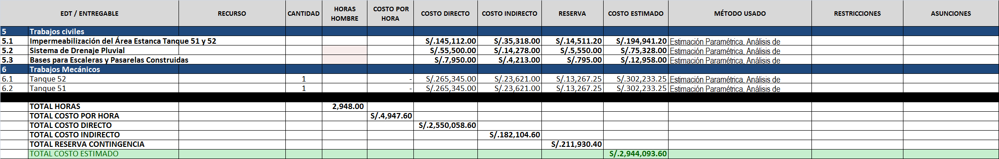 EDT / ENTREGABLE RECURSO CANTIDAD HORAS HOMBRE COSTO POR HORA COSTO DIRECTO COSTO INDIRECTO RESERVA COSTO ESTIMADO MÉTODO USADO RESTRICCIONES ASUNCIONES
5 Trabajos civiles
5.1 Impermeabilización del Área Estanca Tanque 51 y 52 S/.145,112.00 S/.35,318.00 S/.14,511.20 S/.194,941.20 Estimación Paramétrica, Análisis de
5.2 Sistema de Drenaje Pluvial S/.55,500.00 S/.14,278.00 S/.5,550.00 S/.75,328.00 Estimación Paramétrica, Análisis de
5.3 Bases para Escaleras y Pasarelas Construidas S/.7,950.00 S/.4,213.00 S/.795.00 S/.12,958.00 Estimación Paramétrica, Análisis de
6 Trabajos Mecánicos
6.1 Tanque 52 1 - S/.265,345.00 S/.23,621.00 S/.13,267.25 S/.302,233.25 Estimación Paramétrica, Análisis de
6.2 Tanque 51 1 - S/.265,345.00 S/.23,621.00 S/.13,267.25 S/.302,233.25 Estimación Paramétrica, Análisis de
TOTAL HORAS 2,948.00
TOTAL COSTO POR HORA S/.4,947.60
TOTAL COSTO DIRECTO S/.2,550,058.60
TOTAL COSTO INDIRECTO S/.182,104.60
TOTAL RESERVA CONTINGENCIA S/.211,930.40
TOTAL COSTO ESTIMADO S/.2,944,093.60